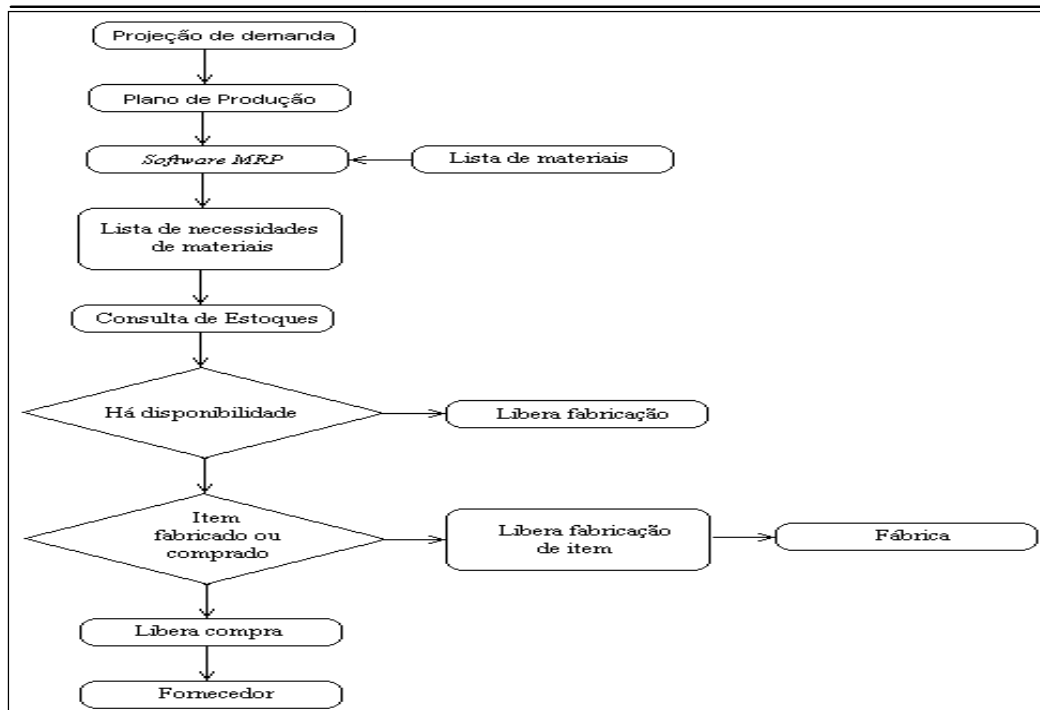 Projeção de demanda
Plano de Produção
Software MRP
Lista de materiais
Lista de necessidades
de materiais
Consulta de Estoques
Há disponibilidade
Libera fabricação
Item
fabricado ou
comprado
Libera fabricação
de item
Fábrica
Libera compra
Fornecedor